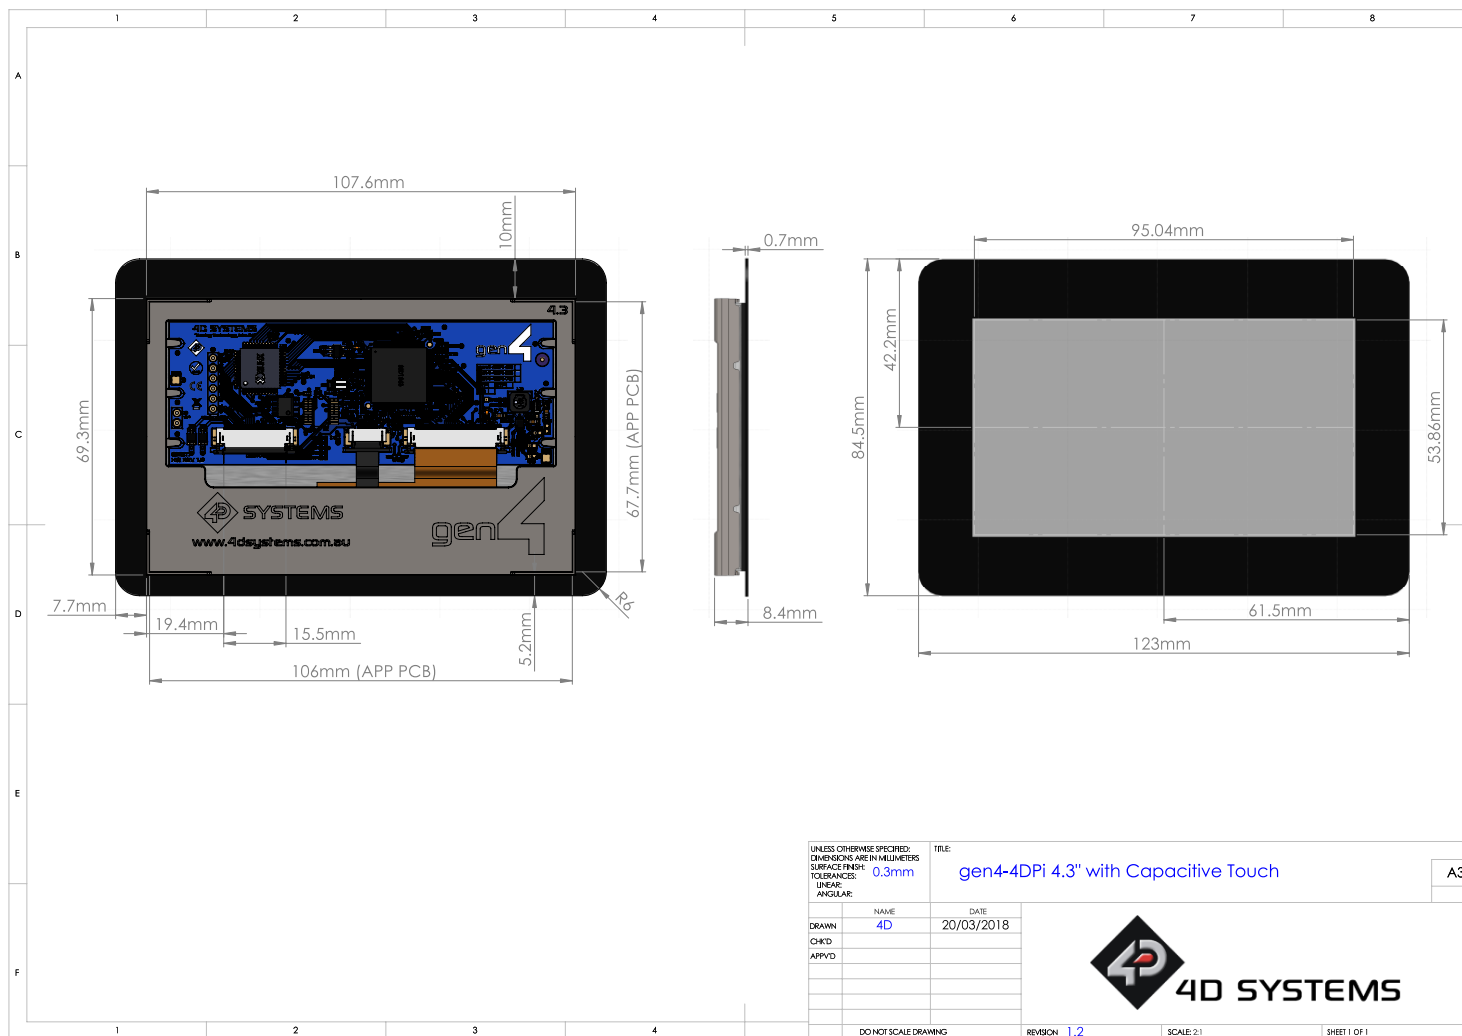 1 2 3 4 5 6 7 8
A
B
C
D
E
F
107.6mm
10mm
4.3
4D SYSTEMS
gen4
69.3mm
67.7mm (APP PCB)
4D SYSTEMS
www.4dsystems.com.au
gen4
7.7mm
19.4mm
15.5mm
5.2mm
R6
106mm (APP PCB)
0.7mm
8.4mm
95.04mm
42.2mm
84.5mm
53.86mm
61.5mm
123mm
UNLESS OTHERWISE SPECIFIED:
DIMENSIONS ARE IN MILLIMETERS
SURFACE FINISH:
TOLERANCES: 0.3mm
LINEAR:
ANGULAR:
TITLE:
gen4-4DPi 4.3" with Capacitive Touch
A3
NAME DATE
DRAWN 4D 20/03/2018
CHK'D
APPV'D
4D SYSTEMS
DO NOT SCALE DRAWING
REVISION 1.2
SCALE: 2:1
SHEET 1 OF 1
1 2 3 4